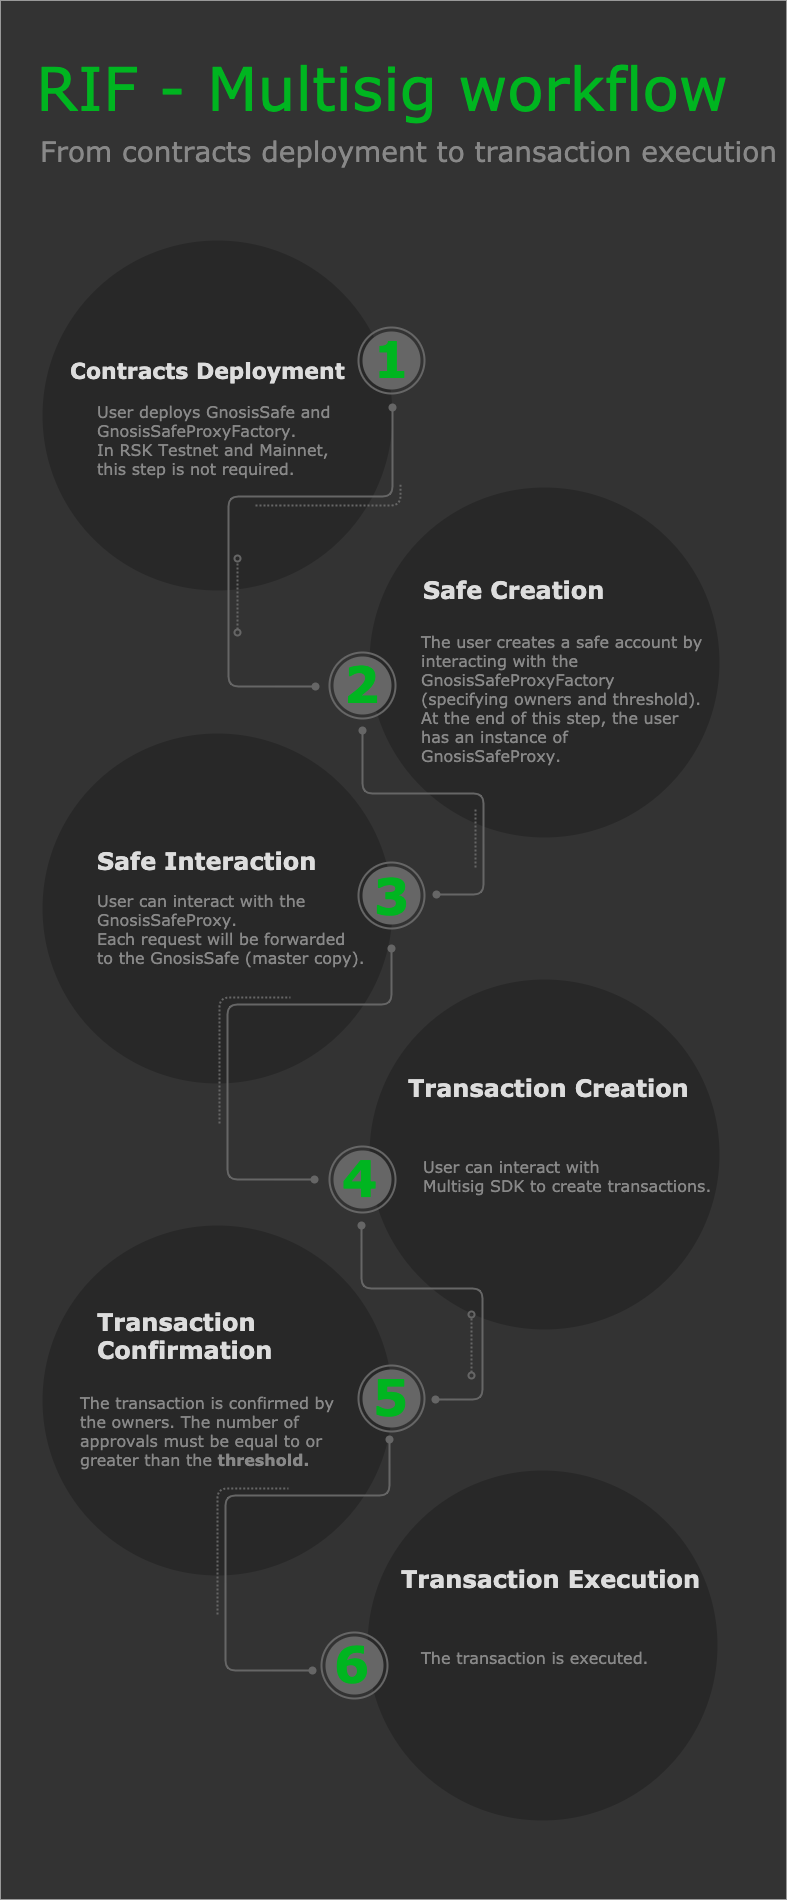 RIF - Multisig workflow
From contracts deployment to transaction execution
1
Contracts Deployment
User deploys GnosisSafe and
GnosisSafeProxyFactory.
In RSK Testnet and Mainnet,
this step is not required.
Safe Creation
2
The user creates a safe account by
interacting with the
GnosisSafeProxyFactory
(specifying owners and threshold).
At the end of this step, the user
has an instance of
GnosisSafeProxy.
Safe Interaction
3
User can interact with the
GnosisSafeProxy.
Each request will be forwarded
to the GnosisSafe (master copy).
Transaction Creation
4
User can interact with
Multisig SDK to create transactions.
Transaction
Confirmation
5
The transaction is confirmed by
the owners. The number of
approvals must be equal to or
greater than the threshold.
Transaction Execution
6
The transaction is executed.